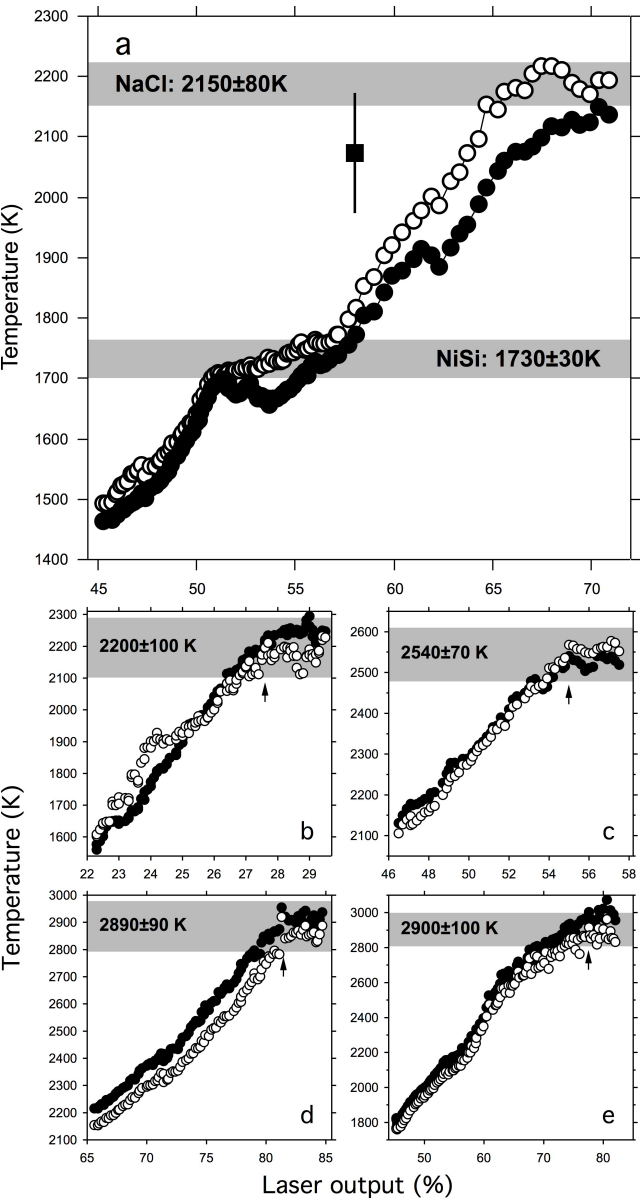 2300
a
2200
NaCl: 2150±80K
2100
2000
1900
1800
NiSi: 1730±30K
1700
1600
1500
1400
45 50 55 60 65 70
Temperature (K)
2300
2200
2100
2000
1900
1800
1700
1600
2200±100 K
b
22 23 24 25 26 27 28 29
2600
2500
2400
2300
2200
2100
2540±70 K
c
46 48 50 52 54 56 58
Temperature (K)
3000
2900
2800
2700
2600
2500
2400
2300
2200
2100
2890±90 K
d
65 70 75 80 85
3000
2800
2600
2400
2200
2000
1800
2900±100 K
e
50 60 70 80
Laser output (%)